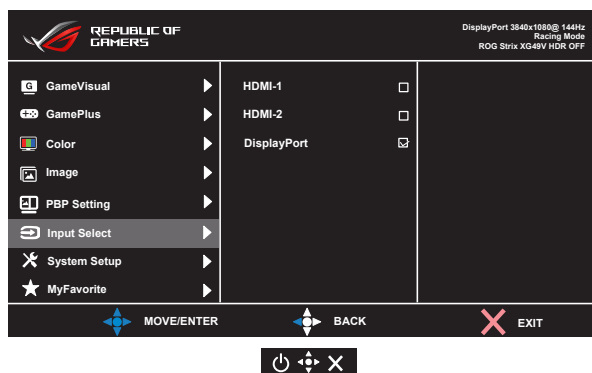 REPUBLIC OF
GAMERS
DisplayPort 3840x1080@ 144Hz
Racing Mode
ROG Strix XG49V HDR OFF
G GameVisual
GamePlus
Color
Image
PBP Setting
Input Select
System Setup
MyFavorite
HDMI-1
HDMI-2
DisplayPort
MOVE/ENTER
BACK
EXIT